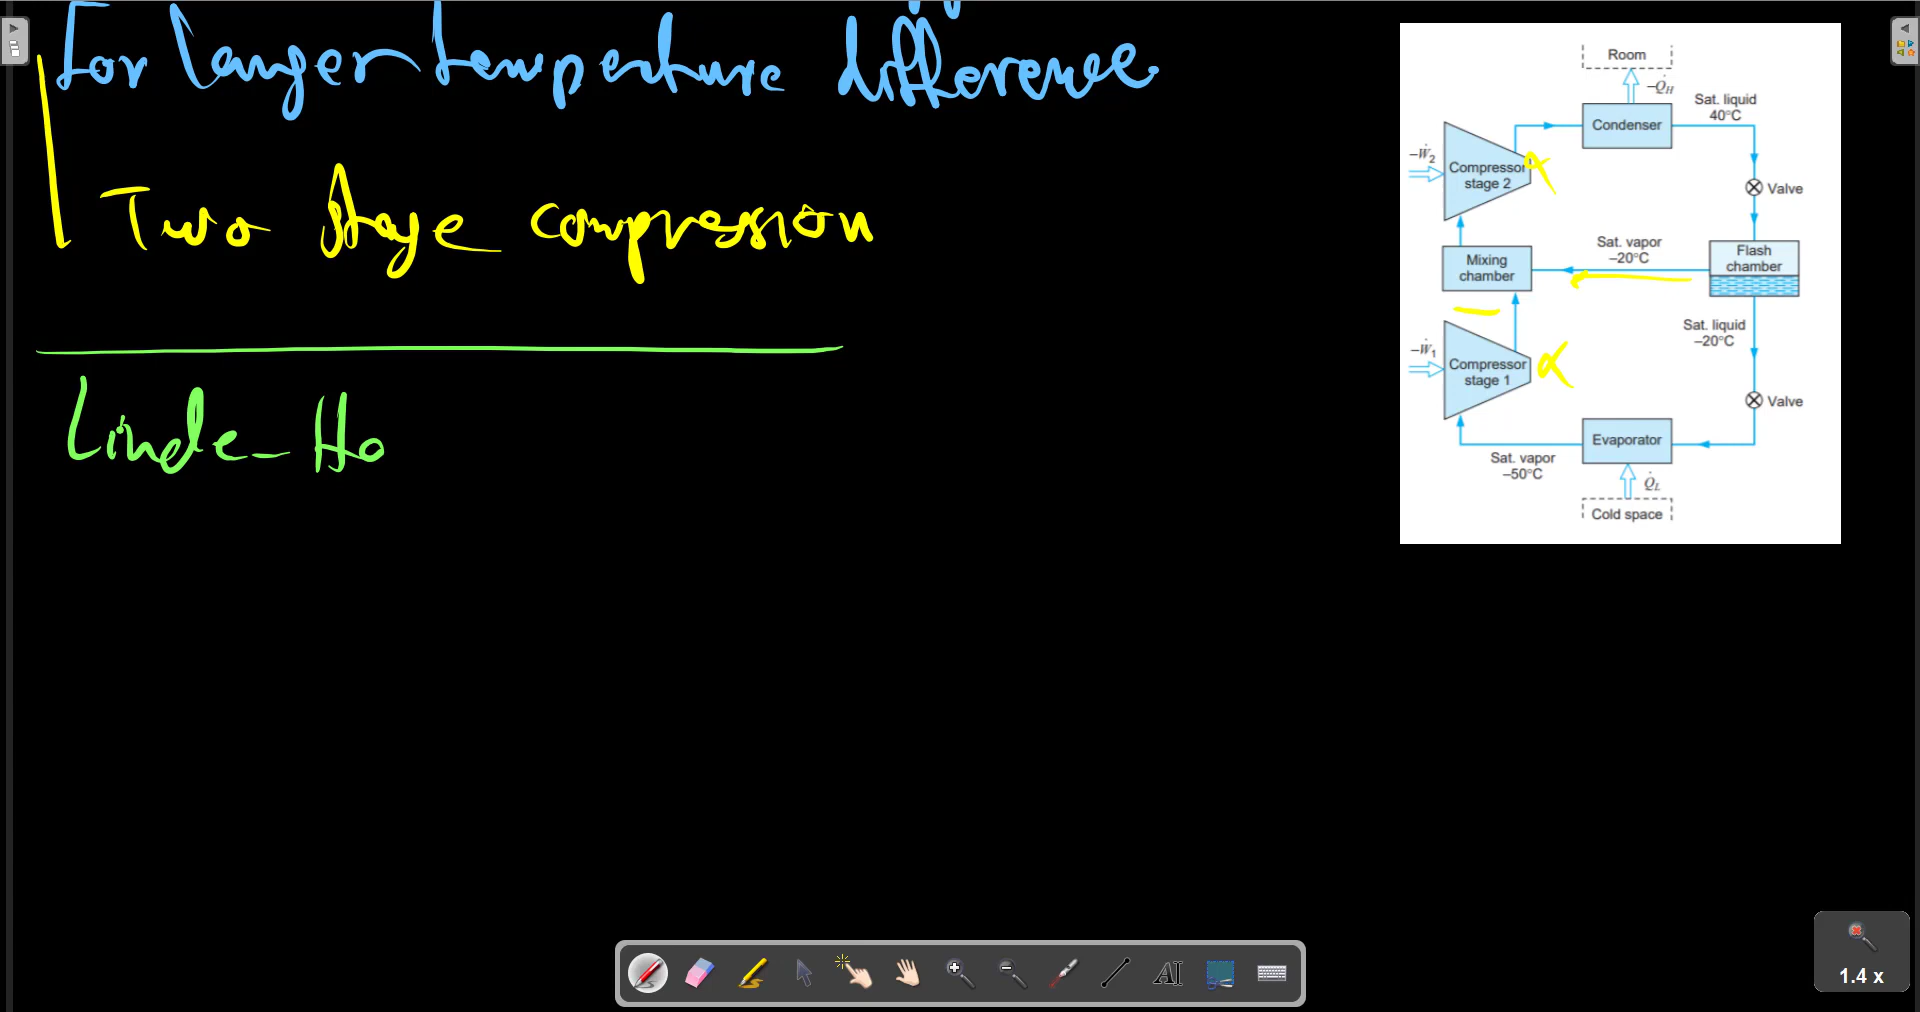 For larger temperature difference.
Two stage compression
Linde-Ho
Room
−Q̇H
Condenser
Sat. liquid
40°C
−Ẇ2
Compressor
stage 2
Valve
Mixing
chamber
Sat. vapor
−20°C
Flash
chamber
Sat. liquid
−20°C
−Ẇ1
Compressor
stage 1
Valve
Evaporator
Sat. vapor
−50°C
Q̇L
Cold space
AI
1.4 x